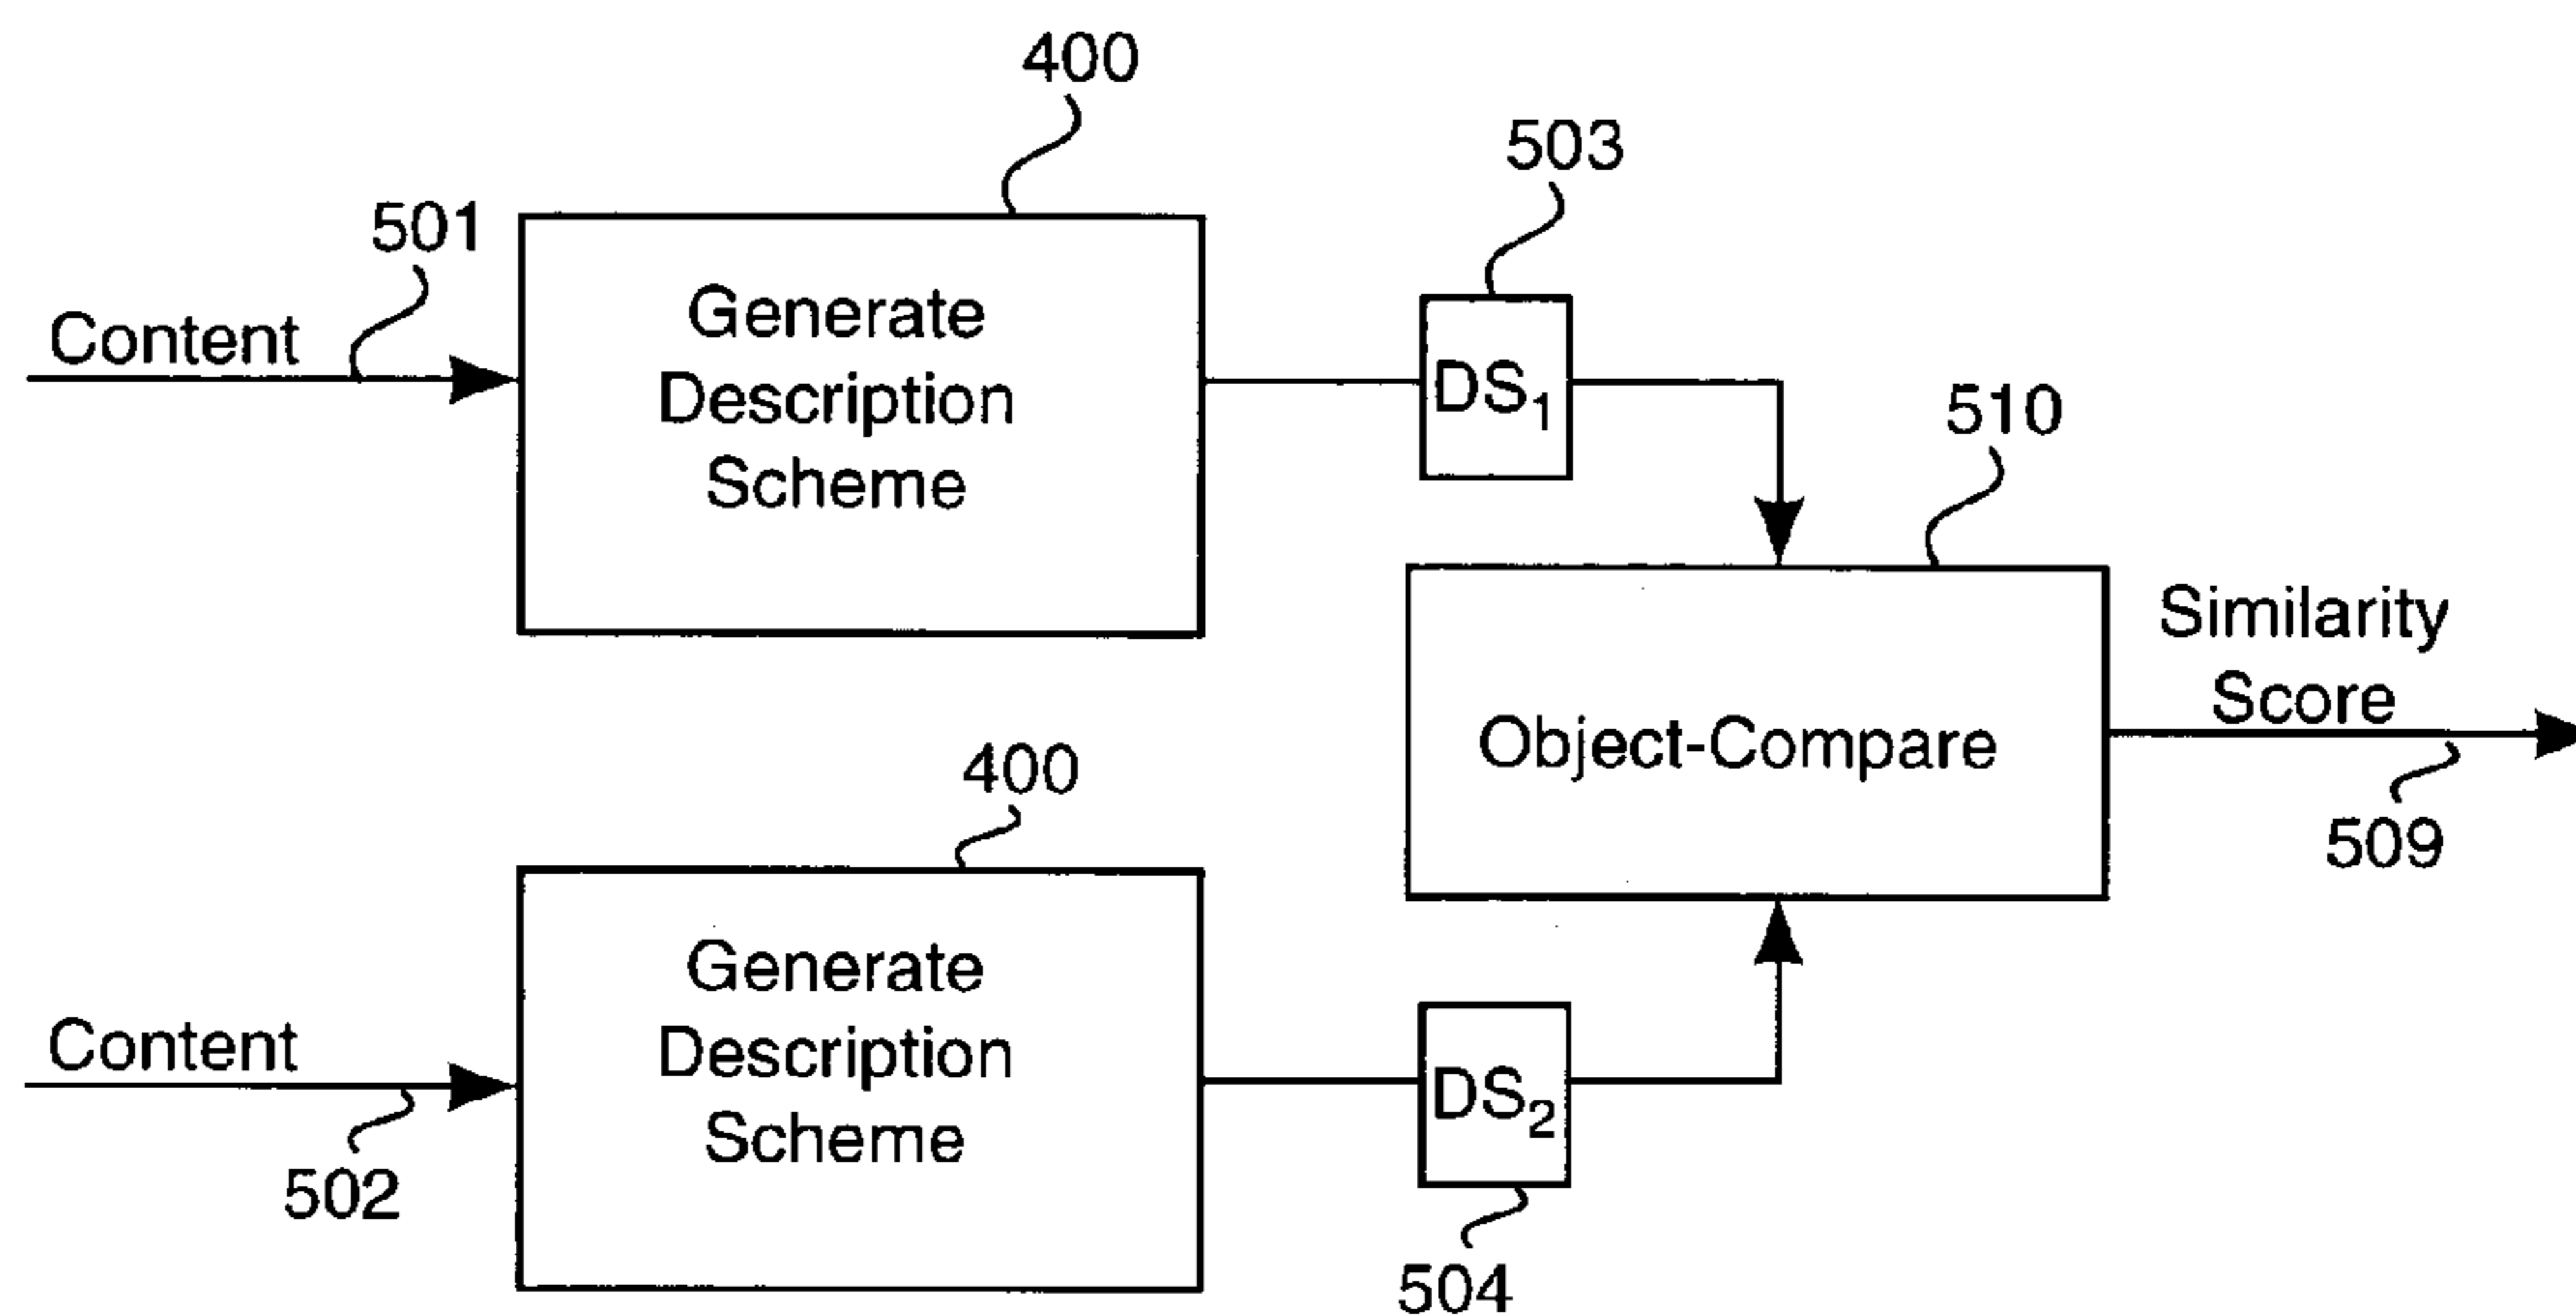 400
503
501
Content
Generate
Description
Scheme
DS₁
510
Object-Compare
Similarity
Score
509
400
Content
502
Generate
Description
Scheme
DS₂
504